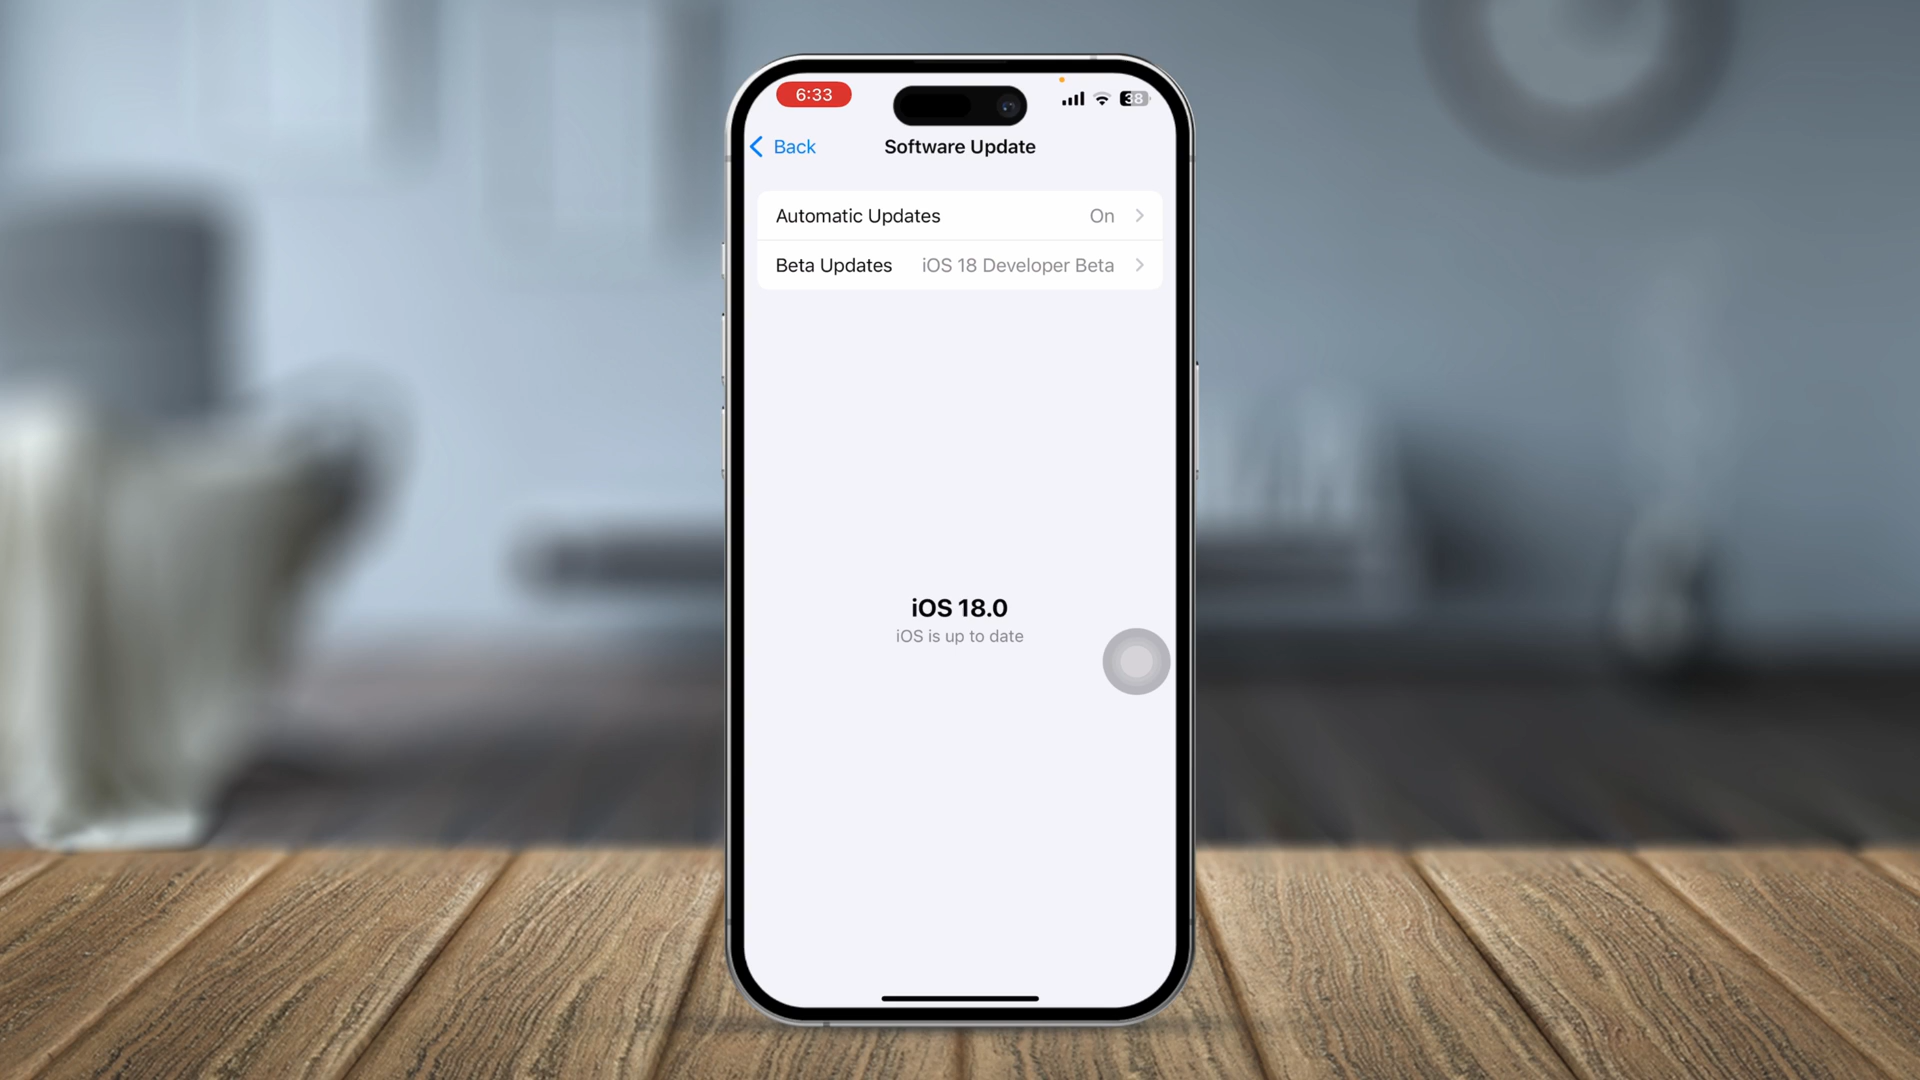 6:33
38
Back
Software Update
Automatic Updates On
Beta Updates iOS 18 Developer Beta
iOS 18.0
iOS is up to date